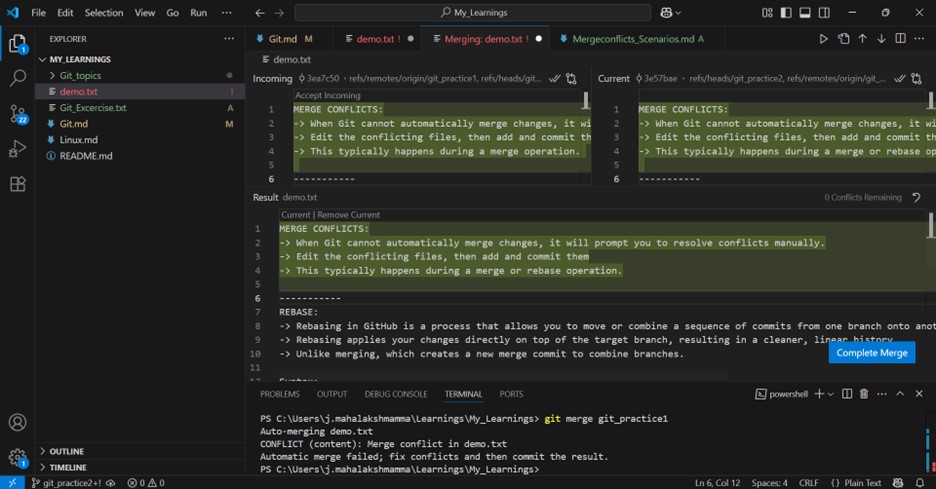 File Edit Selection View Go Run ··· My_Learnings
EXPLORER ···
Git.md M demo.txt ! Merging: demo.txt ! Mergeconflicts_Scenarios.md A
MY_LEARNINGS
Git_topics
demo.txt !
Git_Excercise.txt A
Git.md M
Linux.md
README.md
demo.txt
Incoming 3ea7c50 · refs/remotes/origin/git_practice1, refs/heads/git...
Accept Incoming
1 MERGE CONFLICTS:
2 -> When Git cannot automatically merge changes, it wi
3 -> Edit the conflicting files, then add and commit th
4 -> This typically happens during a merge operation.
5
6 -----------
Current 3e57bae · refs/heads/git_practice2, refs/remotes/origin/git_...
1 MERGE CONFLICTS:
2 -> When Git cannot automatically merge changes, it w
3 -> Edit the conflicting files, then add and commit t
4 -> This typically happens during a merge or rebase op
5
6 -----------
Result demo.txt 0 Conflicts Remaining
Current | Remove Current
1 MERGE CONFLICTS:
2 -> When Git cannot automatically merge changes, it will prompt you to resolve conflicts manually.
3 -> Edit the conflicting files, then add and commit them
4 -> This typically happens during a merge or rebase operation.
5
6 -----------
7 REBASE:
8 -> Rebasing in GitHub is a process that allows you to move or combine a sequence of commits from one branch onto anot
9 -> Rebasing applies your changes directly on top of the target branch, resulting in a cleaner, linear history
10 -> Unlike merging, which creates a new merge commit to combine branches.
11
Complete Merge
PROBLEMS OUTPUT DEBUG CONSOLE TERMINAL PORTS powershell
PS C:\Users\j.mahalakshmamma\Learnings\My_Learnings> git merge git_practice1
Auto-merging demo.txt
CONFLICT (content): Merge conflict in demo.txt
Automatic merge failed; fix conflicts and then commit the result.
PS C:\Users\j.mahalakshmamma\Learnings\My_Learnings>
1
22
1
OUTLINE
TIMELINE
git_practice2+! 0 0 Ln 6, Col 12 Spaces: 4 CRLF {} Plain Text